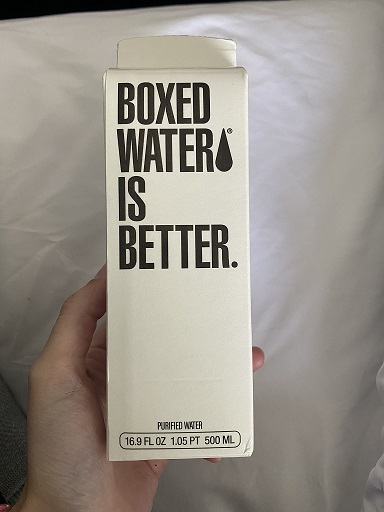 BOXED
WATER®
IS
BETTER.
PURIFIED WATER
16.9 FL OZ 1.05 PT 500 ML